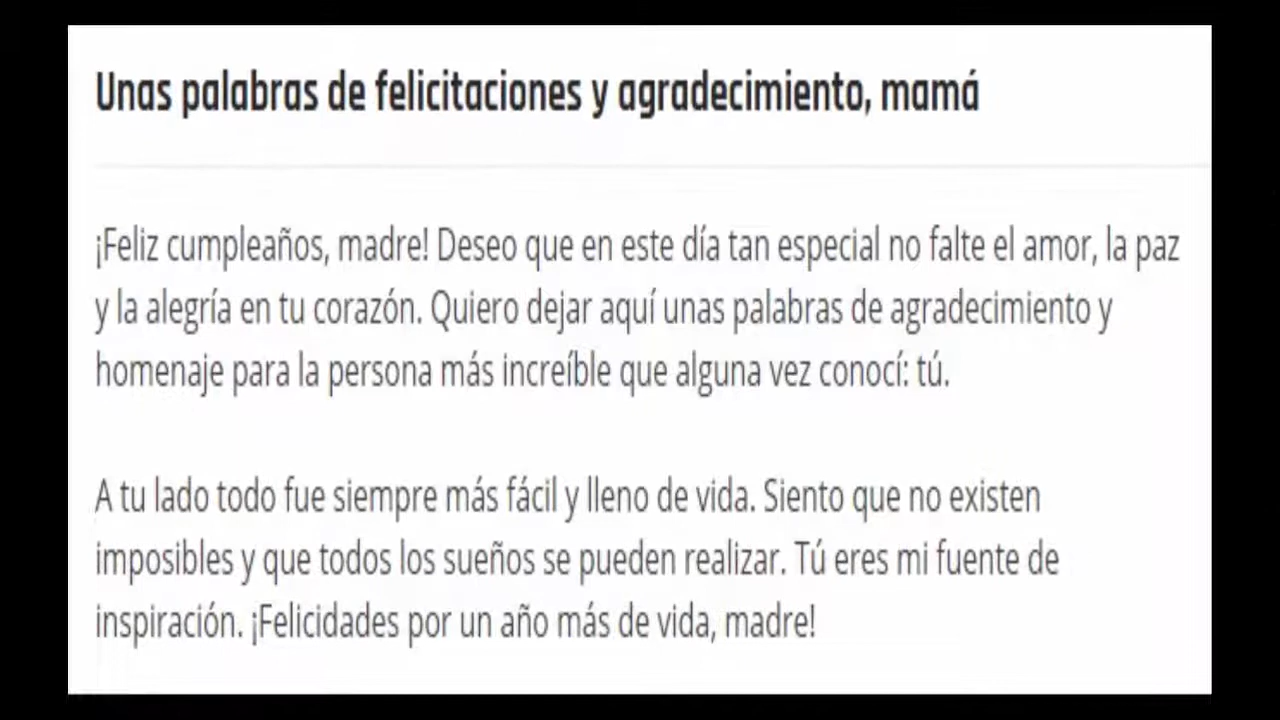 Unas palabras de felicitaciones y agradecimiento, mamá
¡Feliz cumpleaños, madre! Deseo que en este día tan especial no falte el amor, la paz
y la alegría en tu corazón. Quiero dejar aquí unas palabras de agradecimiento y
homenaje para la persona más increíble que alguna vez conocí: tú.
A tu lado todo fue siempre más fácil y lleno de vida. Siento que no existen
imposibles y que todos los sueños se pueden realizar. Tú eres mi fuente de
inspiración. ¡Felicidades por un año más de vida, madre!